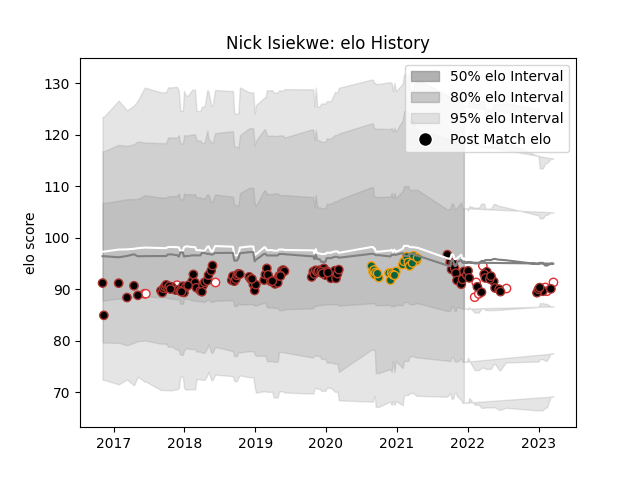 Nick Isiekwe: elo History
50% elo Interval
80% elo Interval
95% elo Interval
Post Match elo
elo score
130
120
110
100
90
80
70
2017 2018 2019 2020 2021 2022 2023